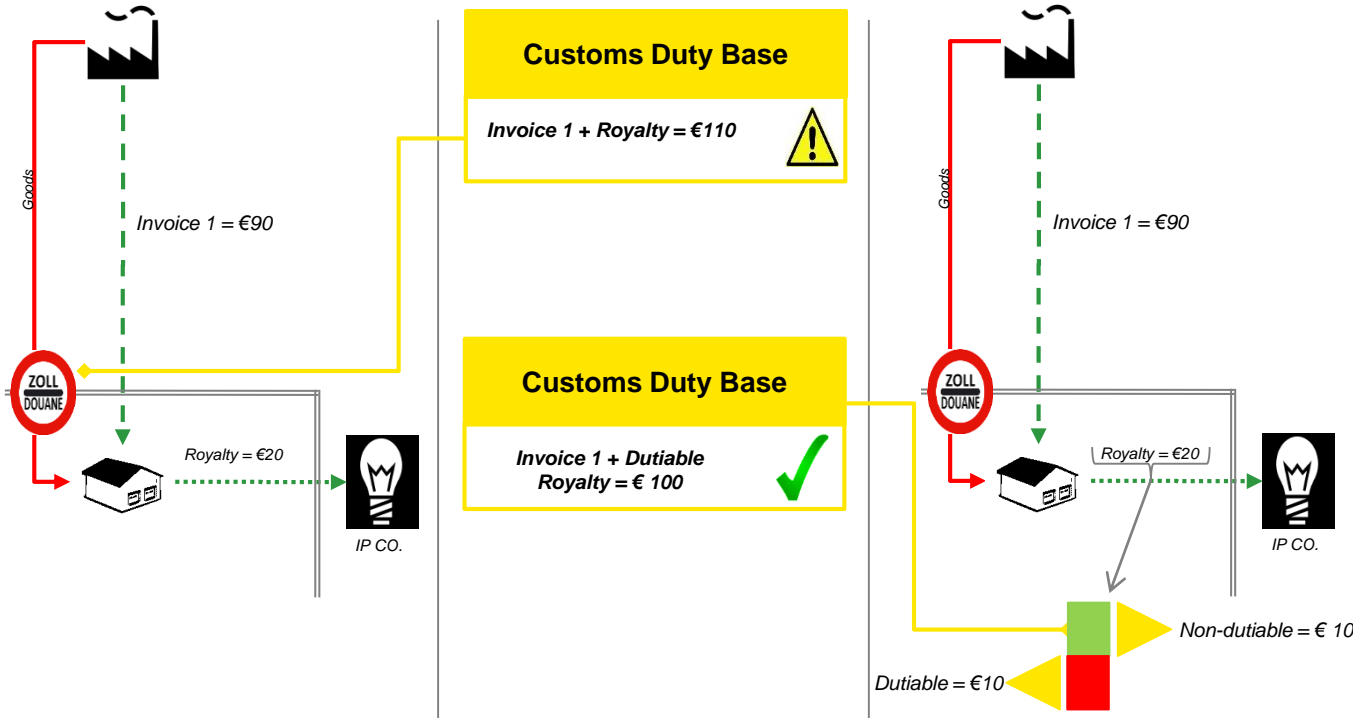 Goods
Invoice 1 = €90
ZOLL
DOUANE
Royalty = €20
IP CO.
Customs Duty Base
Invoice 1 + Royalty = €110
Customs Duty Base
Invoice 1 + Dutiable
Royalty = € 100
Goods
Invoice 1 = €90
ZOLL
DOUANE
Royalty = €20
IP CO.
Non-dutiable = € 10
Dutiable = €10